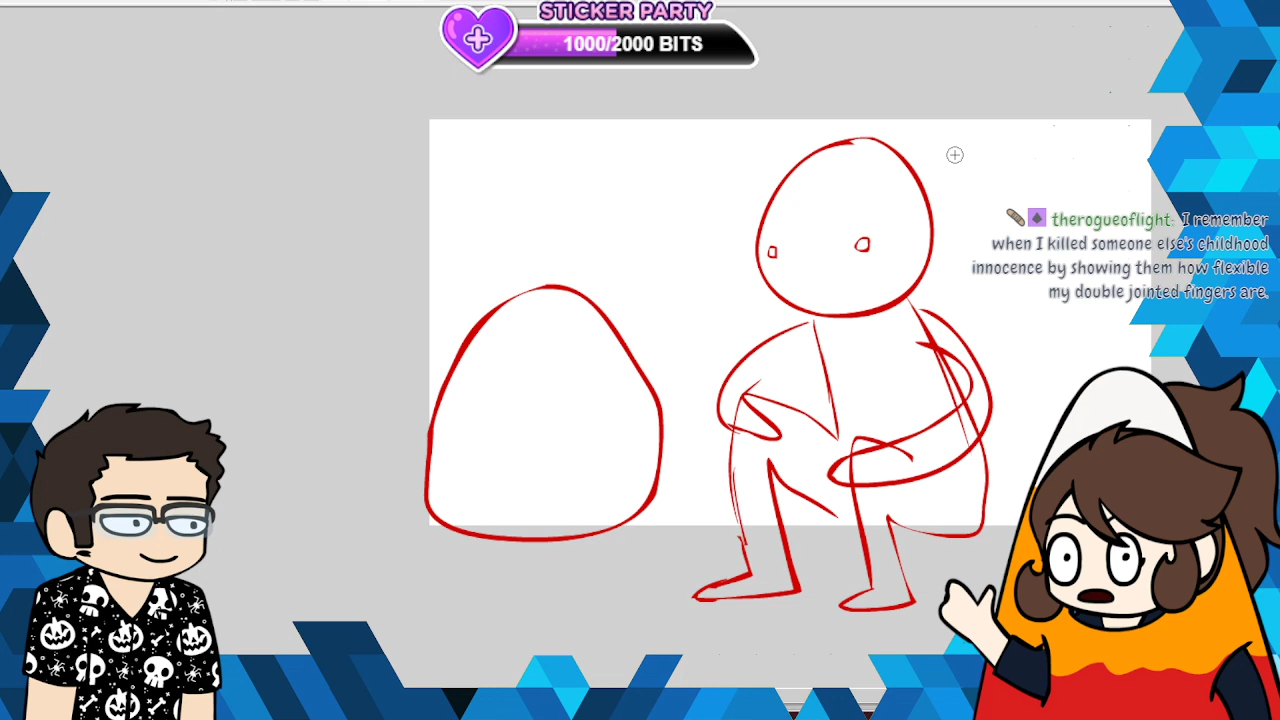 STICKER PARTY
1000/2000 BITS
therogueoflight: I remember
when I killed someone else's childhood
innocence by showing them how flexible
my double jointed fingers are.